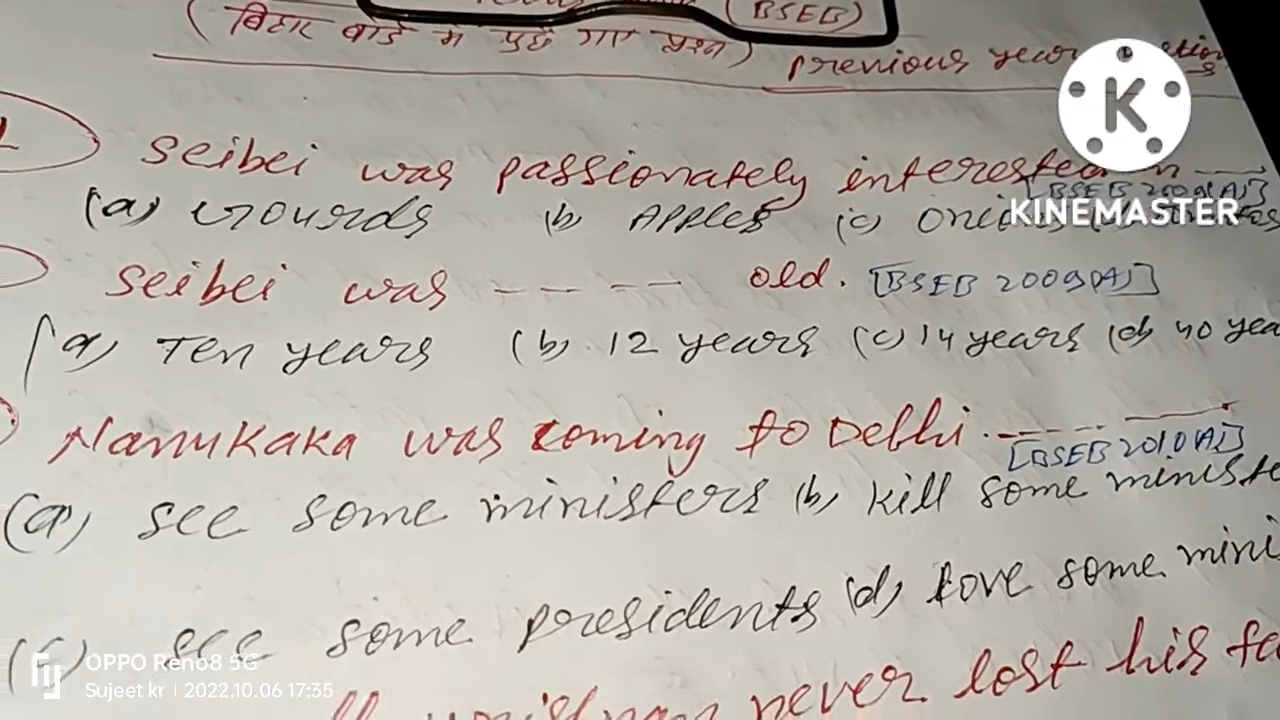 (BSEB)
(बिहार बोर्ड में पुछे गए प्रश्न) previous year
seibei was passionately interested
[BSEB 2009(A)]
(a) Gourds (b) Apples (c)
KINEMASTER
seibei was ---- old. [BSEB 2009(A)]
(a) Ten years (b) 12 years (c) 14 years (d) 40 yea
Nanukaka was coming to Delhi.
[BSEB 2010(A)]
(a) see some ministers (b) kill some ministe
(c) see some presidents (d) love some mini
never lost his fa
OPPO Reno8 5G
Sujeet kr | 2022.10.06 17:35